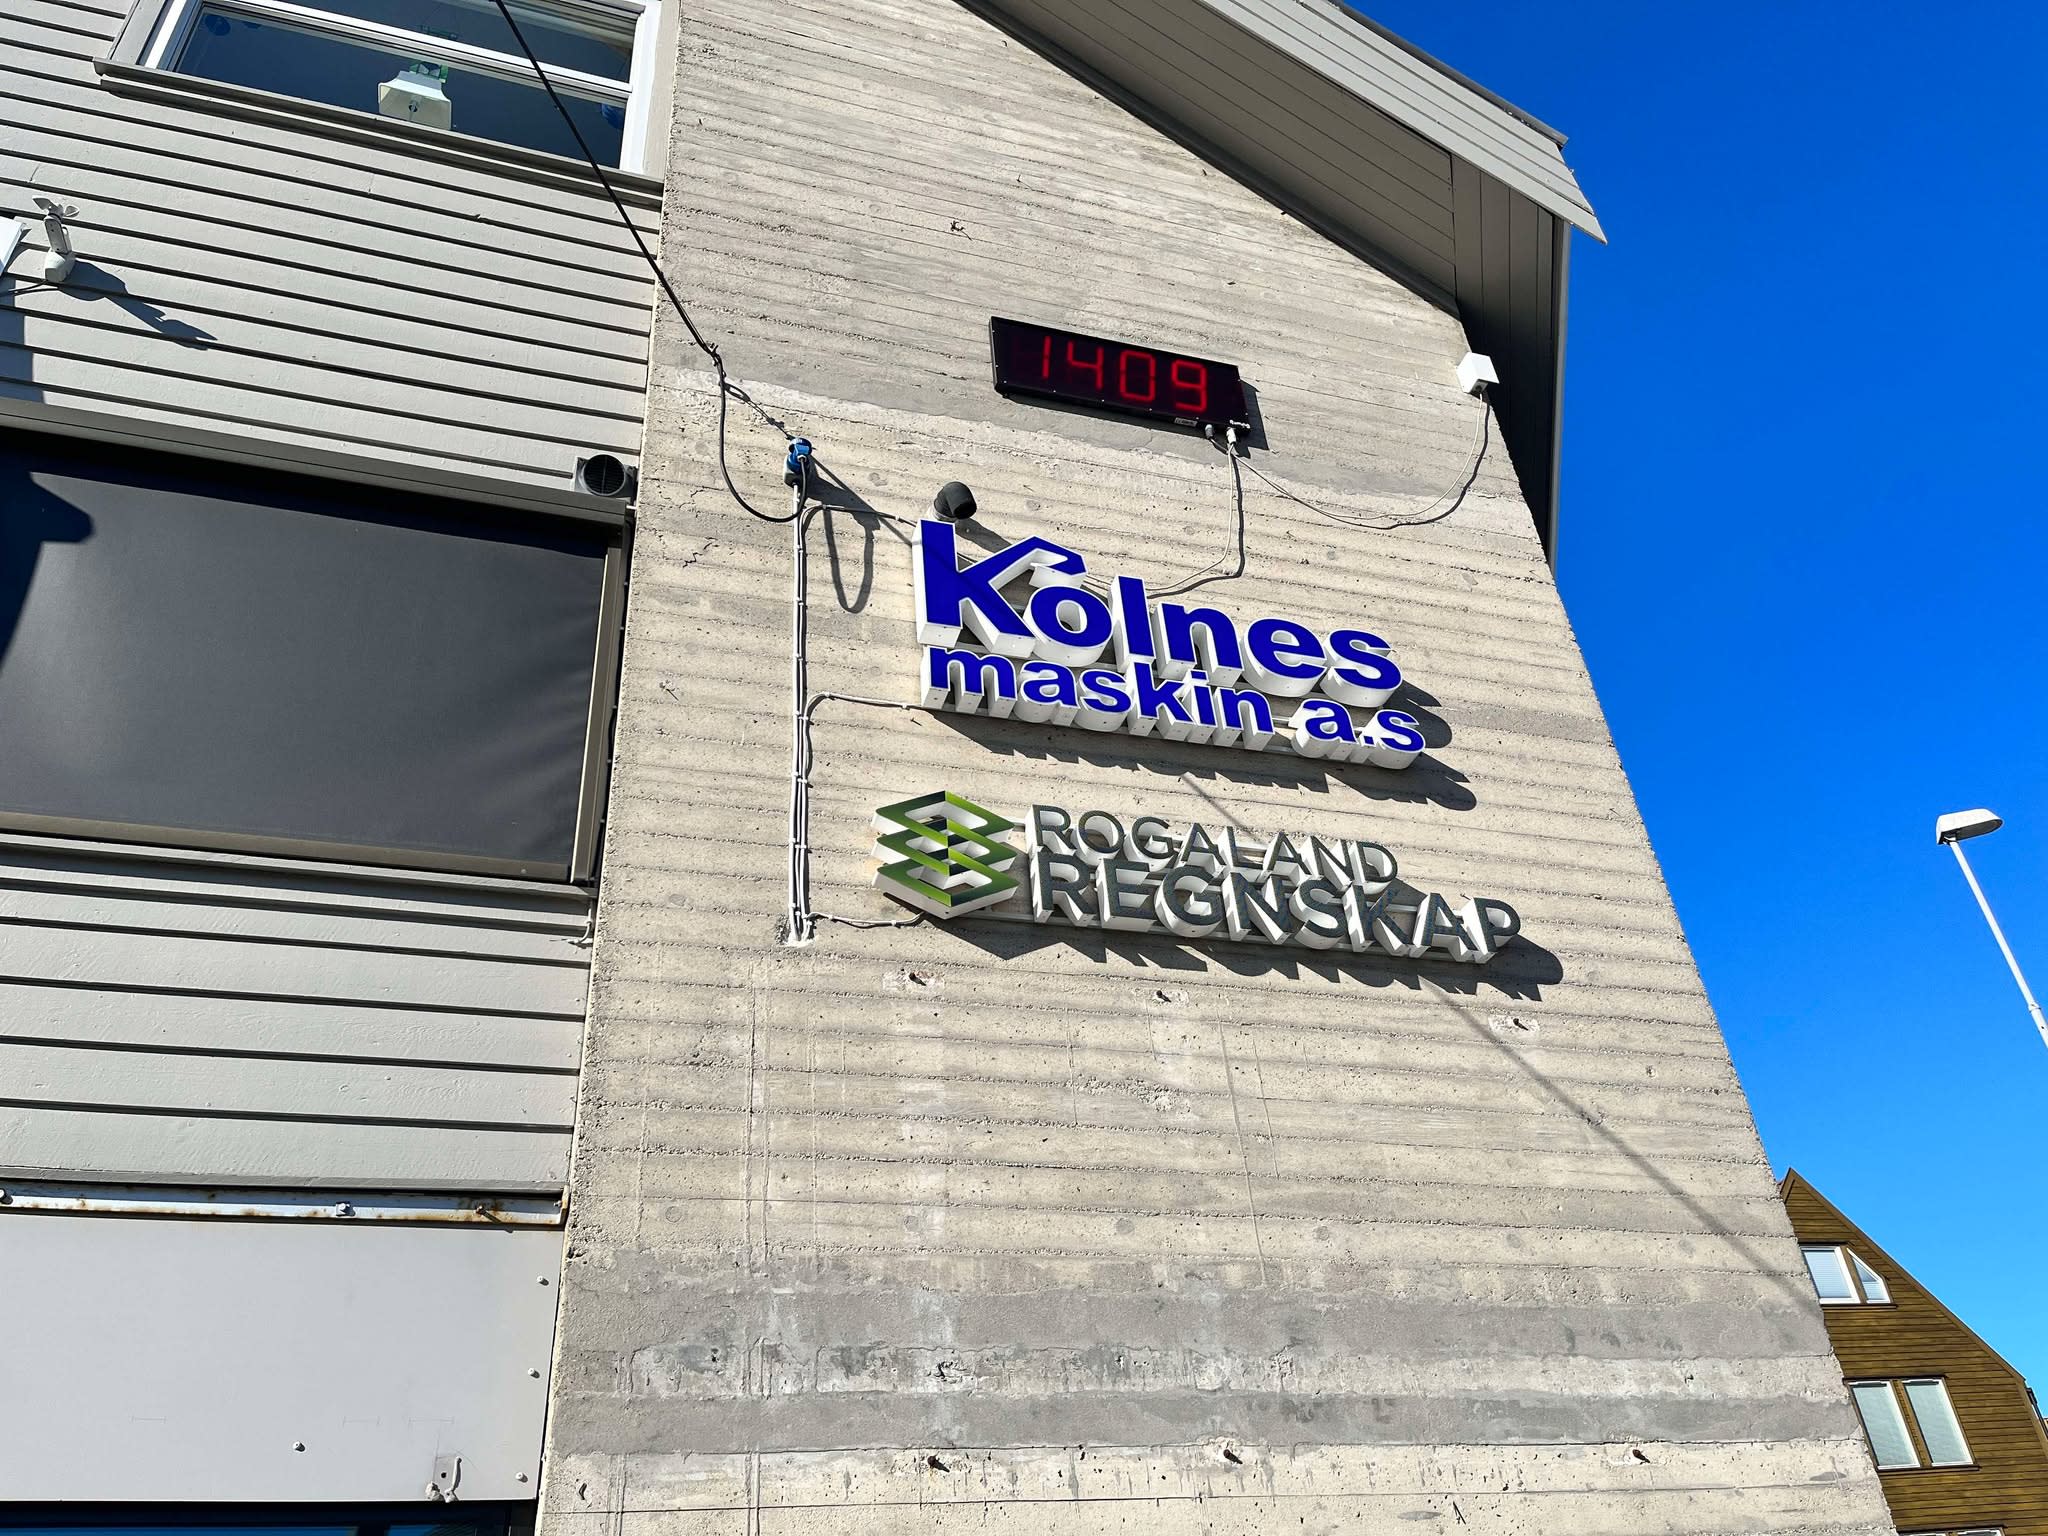 1409
Kolnes
maskin a.s
ROGALAND
REGNSKAP